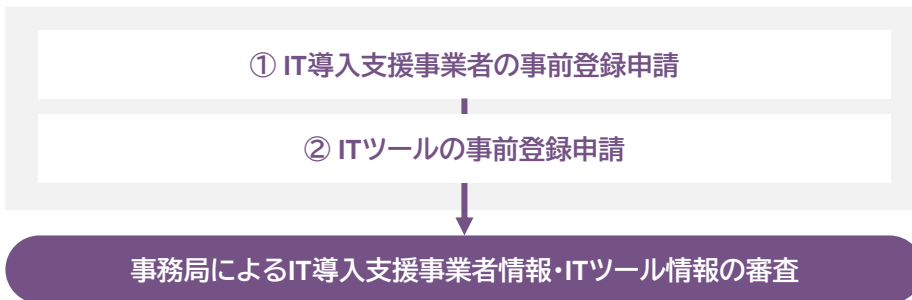 ① IT導入支援事業者の事前登録申請
② ITツールの事前登録申請
事務局によるIT導入支援事業者情報・ITツール情報の審査